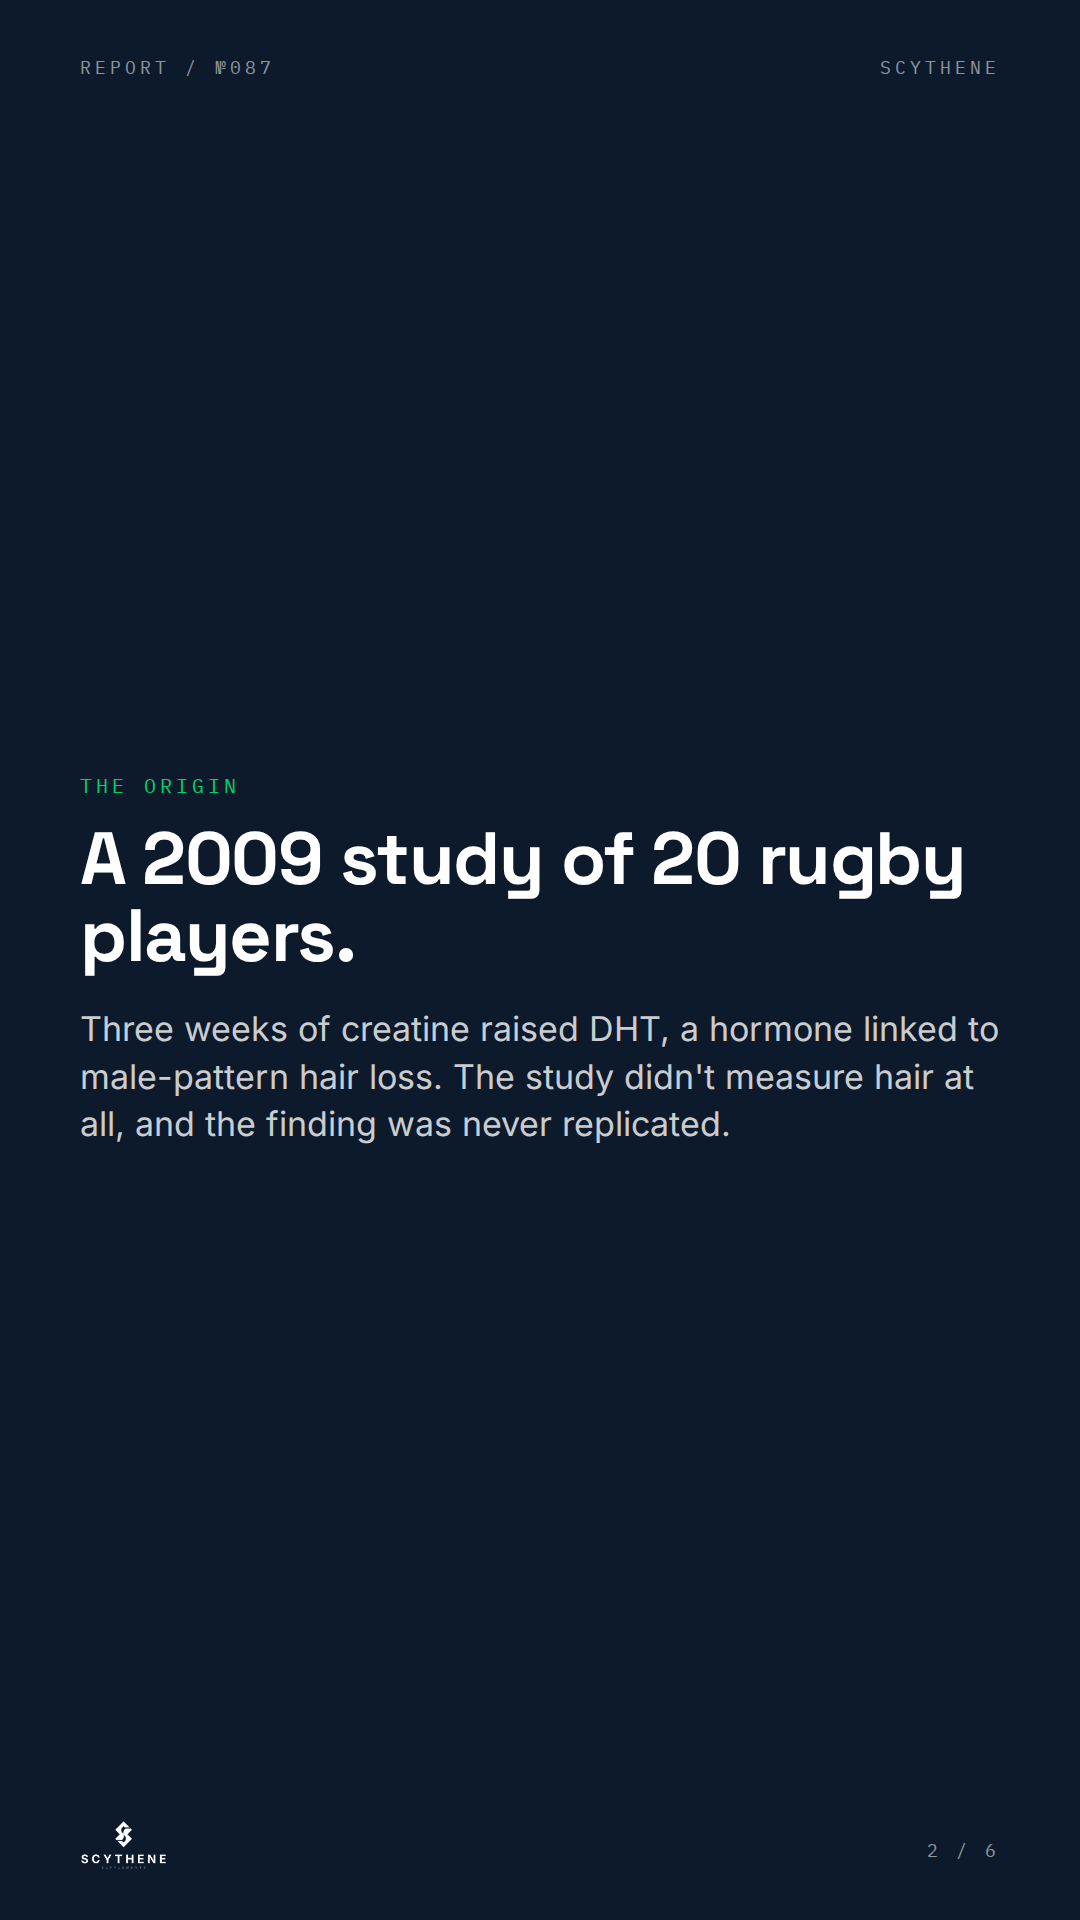 REPORT / №087
SCYTHENE
THE ORIGIN
A 2009 study of 20 rugby
players.
Three weeks of creatine raised DHT, a hormone linked to
male-pattern hair loss. The study didn't measure hair at
all, and the finding was never replicated.
SCYTHENE
2 / 6